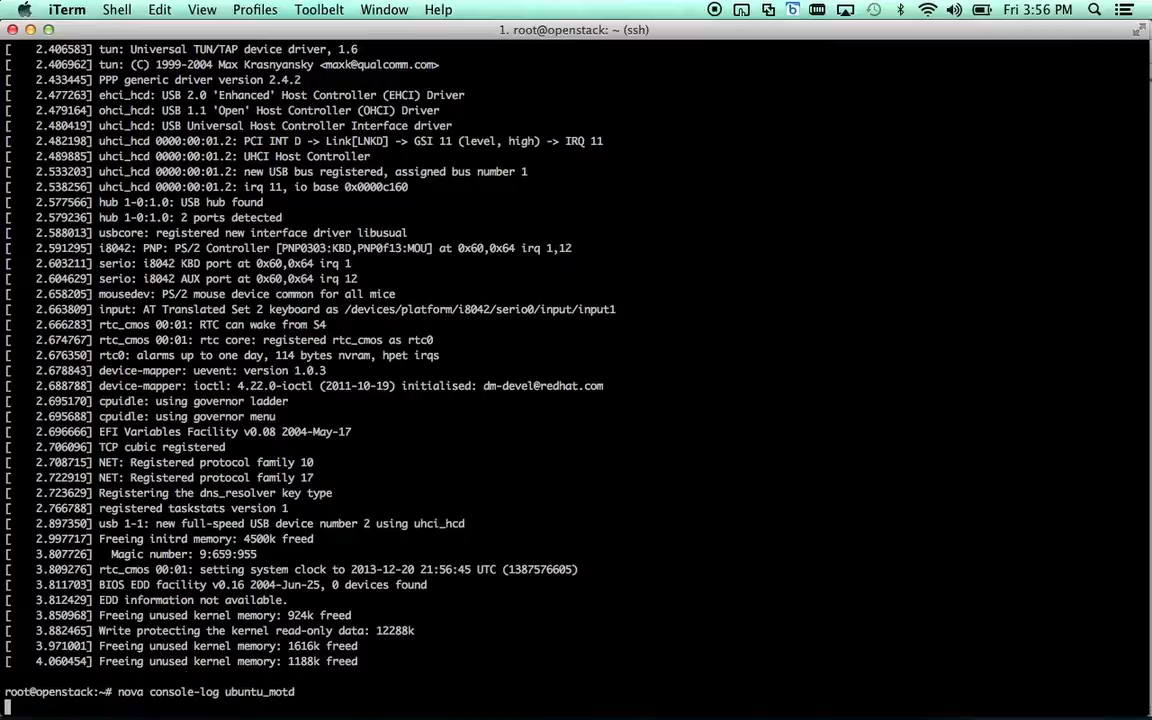 iTerm Shell Edit View Profiles Toolbelt Window Help Fri 3:56 PM
1. root@openstack: ~ (ssh)
[ 2.406583] tun: Universal TUN/TAP device driver, 1.6
[ 2.406962] tun: (C) 1999-2004 Max Krasnyansky <maxk@qualcomm.com>
[ 2.433445] PPP generic driver version 2.4.2
[ 2.477263] ehci_hcd: USB 2.0 'Enhanced' Host Controller (EHCI) Driver
[ 2.479164] ohci_hcd: USB 1.1 'Open' Host Controller (OHCI) Driver
[ 2.480419] uhci_hcd: USB Universal Host Controller Interface driver
[ 2.482198] uhci_hcd 0000:00:01.2: PCI INT D -> Link[LNKD] -> GSI 11 (level, high) -> IRQ 11
[ 2.489885] uhci_hcd 0000:00:01.2: UHCI Host Controller
[ 2.533203] uhci_hcd 0000:00:01.2: new USB bus registered, assigned bus number 1
[ 2.538256] uhci_hcd 0000:00:01.2: irq 11, io base 0x0000c160
[ 2.577566] hub 1-0:1.0: USB hub found
[ 2.579236] hub 1-0:1.0: 2 ports detected
[ 2.588013] usbcore: registered new interface driver libusual
[ 2.591295] i8042: PNP: PS/2 Controller [PNP0303:KBD,PNP0f13:MOU] at 0x60,0x64 irq 1,12
[ 2.603211] serio: i8042 KBD port at 0x60,0x64 irq 1
[ 2.604629] serio: i8042 AUX port at 0x60,0x64 irq 12
[ 2.658205] mousedev: PS/2 mouse device common for all mice
[ 2.663809] input: AT Translated Set 2 keyboard as /devices/platform/i8042/serio0/input/input1
[ 2.666283] rtc_cmos 00:01: RTC can wake from S4
[ 2.674767] rtc_cmos 00:01: rtc core: registered rtc_cmos as rtc0
[ 2.676350] rtc0: alarms up to one day, 114 bytes nvram, hpet irqs
[ 2.678843] device-mapper: uevent: version 1.0.3
[ 2.688788] device-mapper: ioctl: 4.22.0-ioctl (2011-10-19) initialised: dm-devel@redhat.com
[ 2.695170] cpuidle: using governor ladder
[ 2.695688] cpuidle: using governor menu
[ 2.696666] EFI Variables Facility v0.08 2004-May-17
[ 2.706096] TCP cubic registered
[ 2.708715] NET: Registered protocol family 10
[ 2.722919] NET: Registered protocol family 17
[ 2.723629] Registering the dns_resolver key type
[ 2.766788] registered taskstats version 1
[ 2.897350] usb 1-1: new full-speed USB device number 2 using uhci_hcd
[ 2.997717] Freeing initrd memory: 4500k freed
[ 3.807726] Magic number: 9:659:955
[ 3.809276] rtc_cmos 00:01: setting system clock to 2013-12-20 21:56:45 UTC (1387576605)
[ 3.811703] BIOS EDD facility v0.16 2004-Jun-25, 0 devices found
[ 3.812429] EDD information not available.
[ 3.850968] Freeing unused kernel memory: 924k freed
[ 3.882465] Write protecting the kernel read-only data: 12288k
[ 3.971001] Freeing unused kernel memory: 1616k freed
[ 4.060454] Freeing unused kernel memory: 1188k freed
root@openstack:~# nova console-log ubuntu_motd